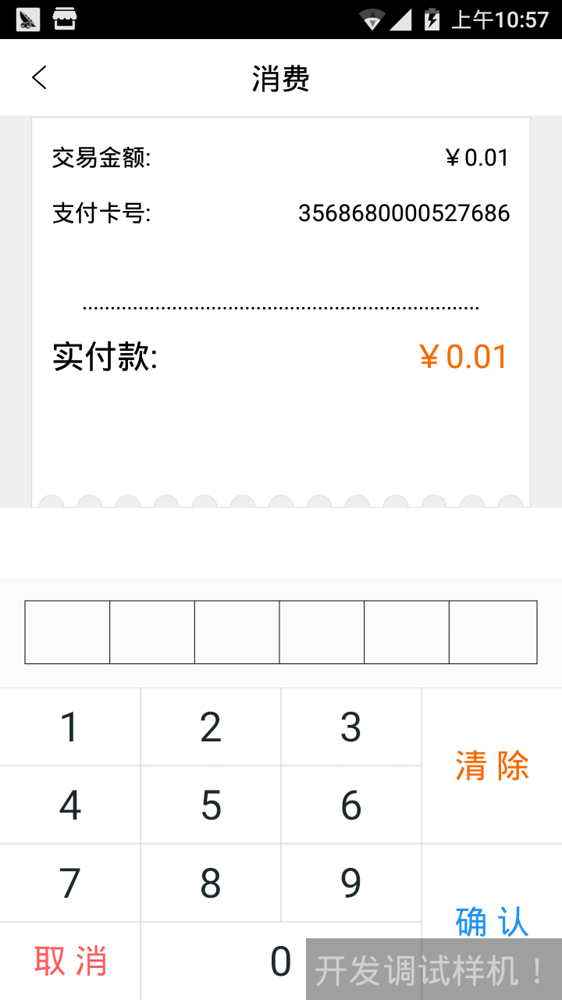 上午10:57
消费
交易金额: ￥0.01
支付卡号: 3568680000527686
实付款: ￥0.01
1 2 3
清除
4 5 6
7 8 9
确认
取消 0
开发调试样机！